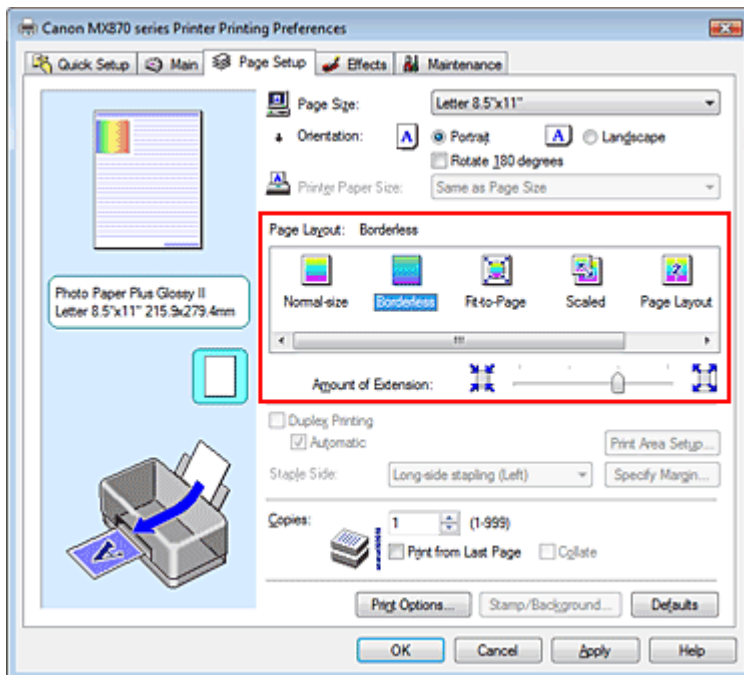 Canon MX870 series Printer Printing Preferences
Quick Setup Main Page Setup Effects Maintenance
Page Size: Letter 8.5"x11"
Orientation: A Portrait A Landscape
Rotate 180 degrees
Printer Paper Size: Same as Page Size
Page Layout: Borderless
Normal-size Borderless Fit-to-Page Scaled Page Layout
Amount of Extension:
Photo Paper Plus Glossy II
Letter 8.5"x11" 215.9x279.4mm
Duplex Printing
Automatic Print Area Setup...
Staple Side: Long-side stapling (Left) Specify Margin...
Copies: 1 (1-999)
Print from Last Page Collate
Print Options... Stamp/Background... Defaults
OK Cancel Apply Help